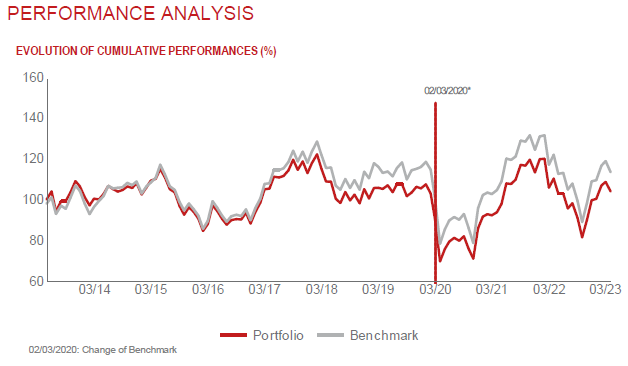 PERFORMANCE ANALYSIS
EVOLUTION OF CUMULATIVE PERFORMANCES (%)
160
02/03/2020*
140
120
100
80
60
03/14 03/15 03/16 03/17 03/18 03/19 03/20 03/21 03/22 03/23
Portfolio Benchmark
02/03/2020: Change of Benchmark